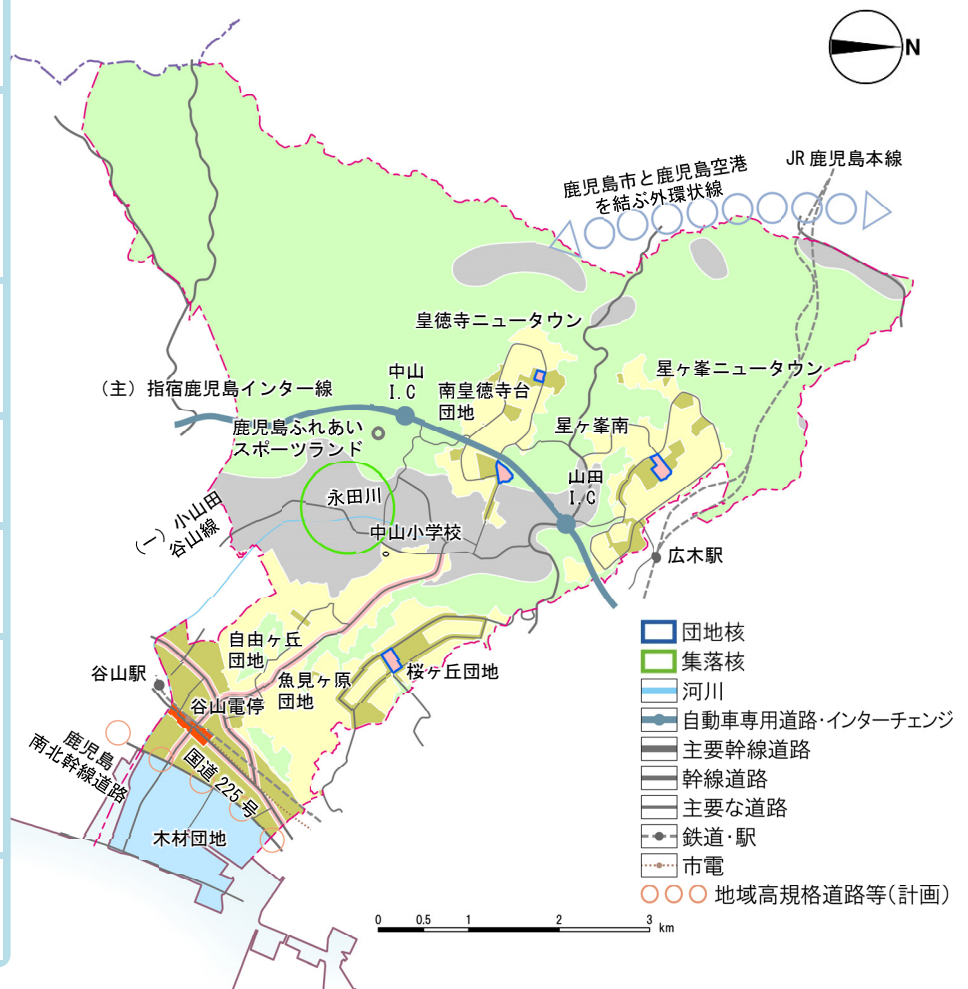 N
JR鹿児島本線
鹿児島市と鹿児島空港
を結ぶ外環状線
皇徳寺ニュータウン
星ヶ峯ニュータウン
中山
I.C
(主)指宿鹿児島インター線
南皇徳寺台
団地
鹿児島ふれあい
スポーツランド
星ヶ峯南
山田
I.C
永田川
(一)小山田
谷山線
中山小学校
広木駅
自由ヶ丘
団地
魚見ヶ原
団地
桜ヶ丘団地
谷山駅
谷山電停
鹿児島
南北幹線道路
国道225号
木材団地
団地核
集落核
河川
自動車専用道路・インターチェンジ
主要幹線道路
幹線道路
主要な道路
鉄道・駅
市電
地域高規格道路等(計画)
0 0.5 1 2 3
km